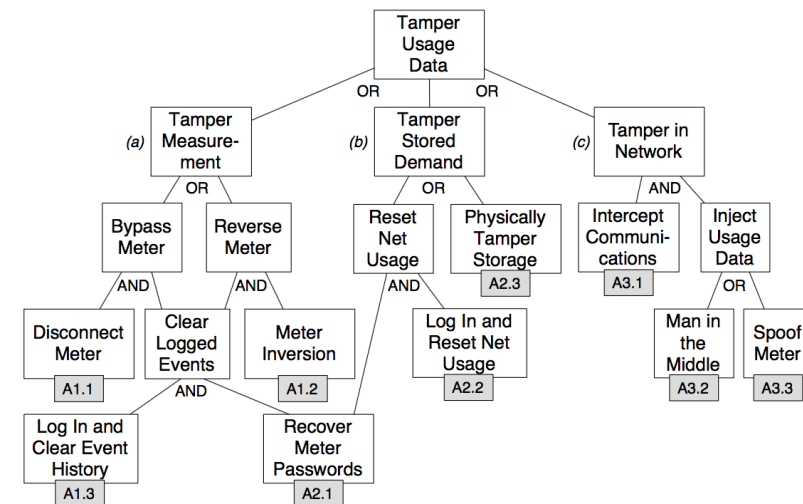 Tamper
Usage
Data
OR
OR
OR
(a)
Tamper
Measure-
ment
(b)
Tamper
Stored
Demand
(c)
Tamper in
Network
OR
OR
AND
Bypass
Meter
Reverse
Meter
Reset
Net
Usage
Physically
Tamper
Storage
A2.3
Intercept
Communi-
cations
A3.1
Inject
Usage
Data
AND
AND
AND
OR
Disconnect
Meter
A1.1
Clear
Logged
Events
Meter
Inversion
A1.2
Log In and
Reset Net
Usage
A2.2
Man in
the
Middle
A3.2
Spoof
Meter
A3.3
AND
Log In and
Clear Event
History
A1.3
Recover
Meter
Passwords
A2.1